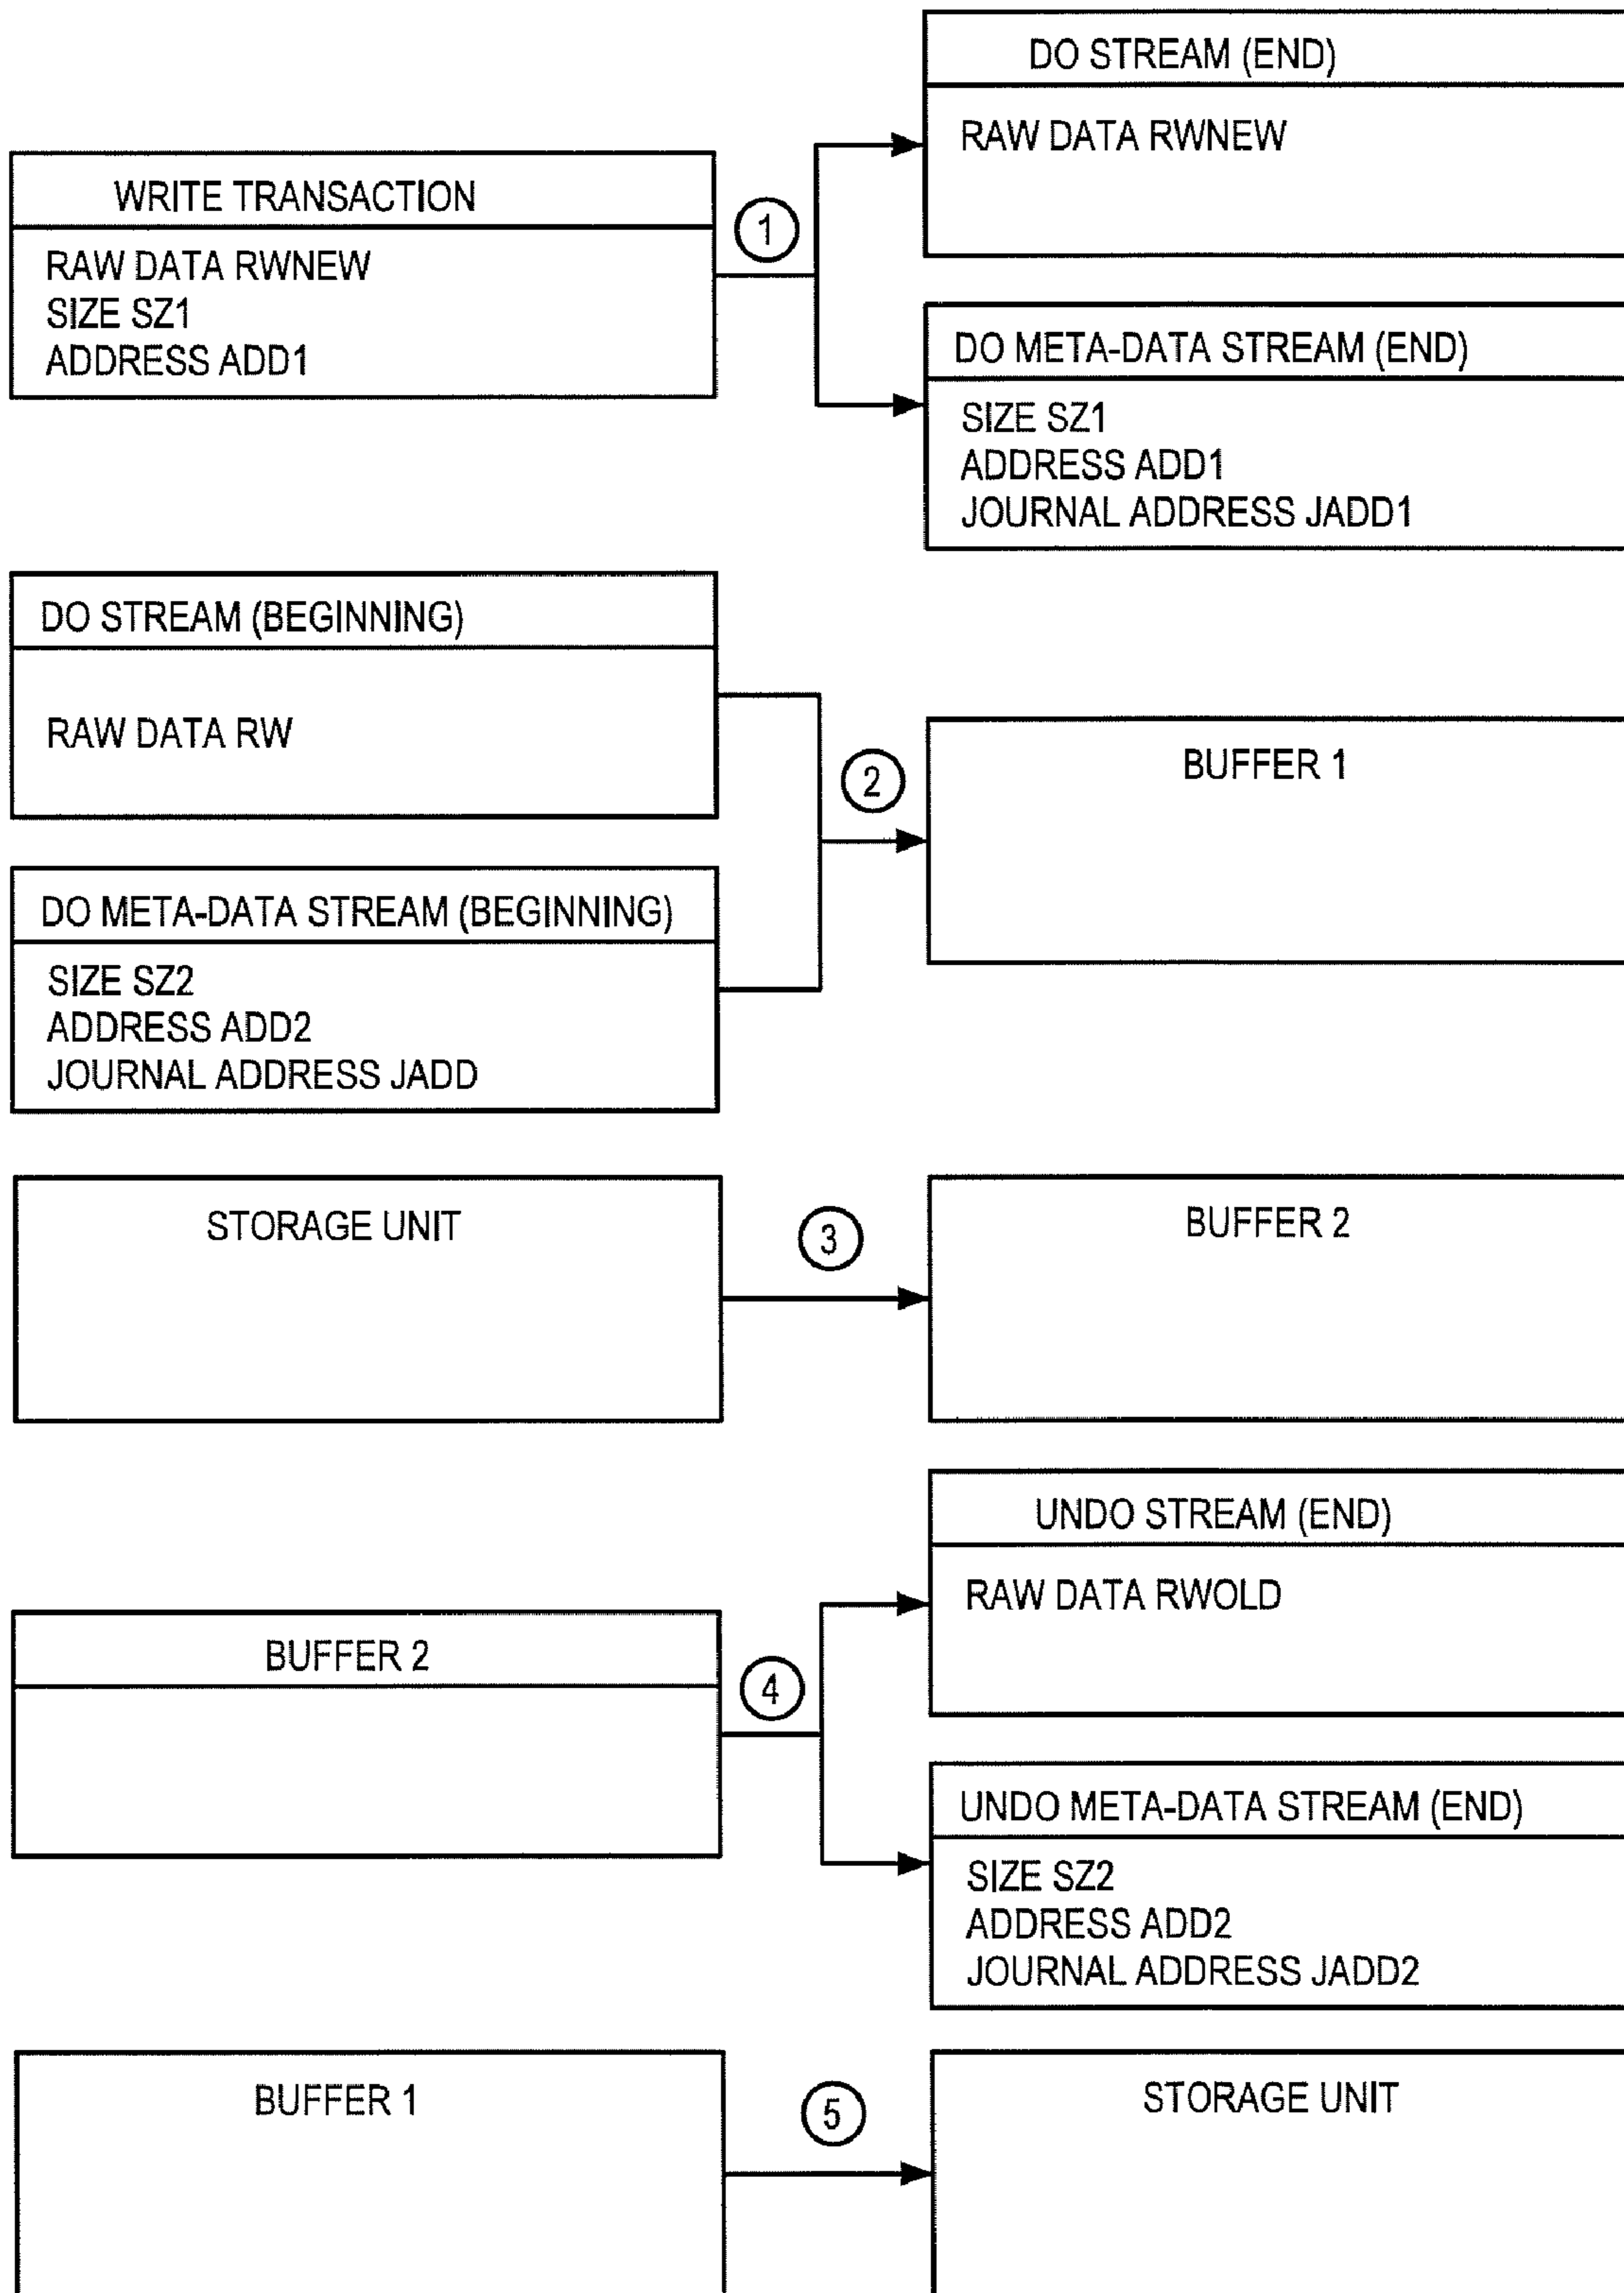 DO STREAM (END)
RAW DATA RWNEW
WRITE TRANSACTION
RAW DATA RWNEW
SIZE SZ1
ADDRESS ADD1
1
DO META-DATA STREAM (END)
SIZE SZ1
ADDRESS ADD1
JOURNAL ADDRESS JADD1
DO STREAM (BEGINNING)
RAW DATA RW
DO META-DATA STREAM (BEGINNING)
SIZE SZ2
ADDRESS ADD2
JOURNAL ADDRESS JADD
2
BUFFER 1
STORAGE UNIT
3
BUFFER 2
BUFFER 2
4
UNDO STREAM (END)
RAW DATA RWOLD
UNDO META-DATA STREAM (END)
SIZE SZ2
ADDRESS ADD2
JOURNAL ADDRESS JADD2
BUFFER 1
5
STORAGE UNIT